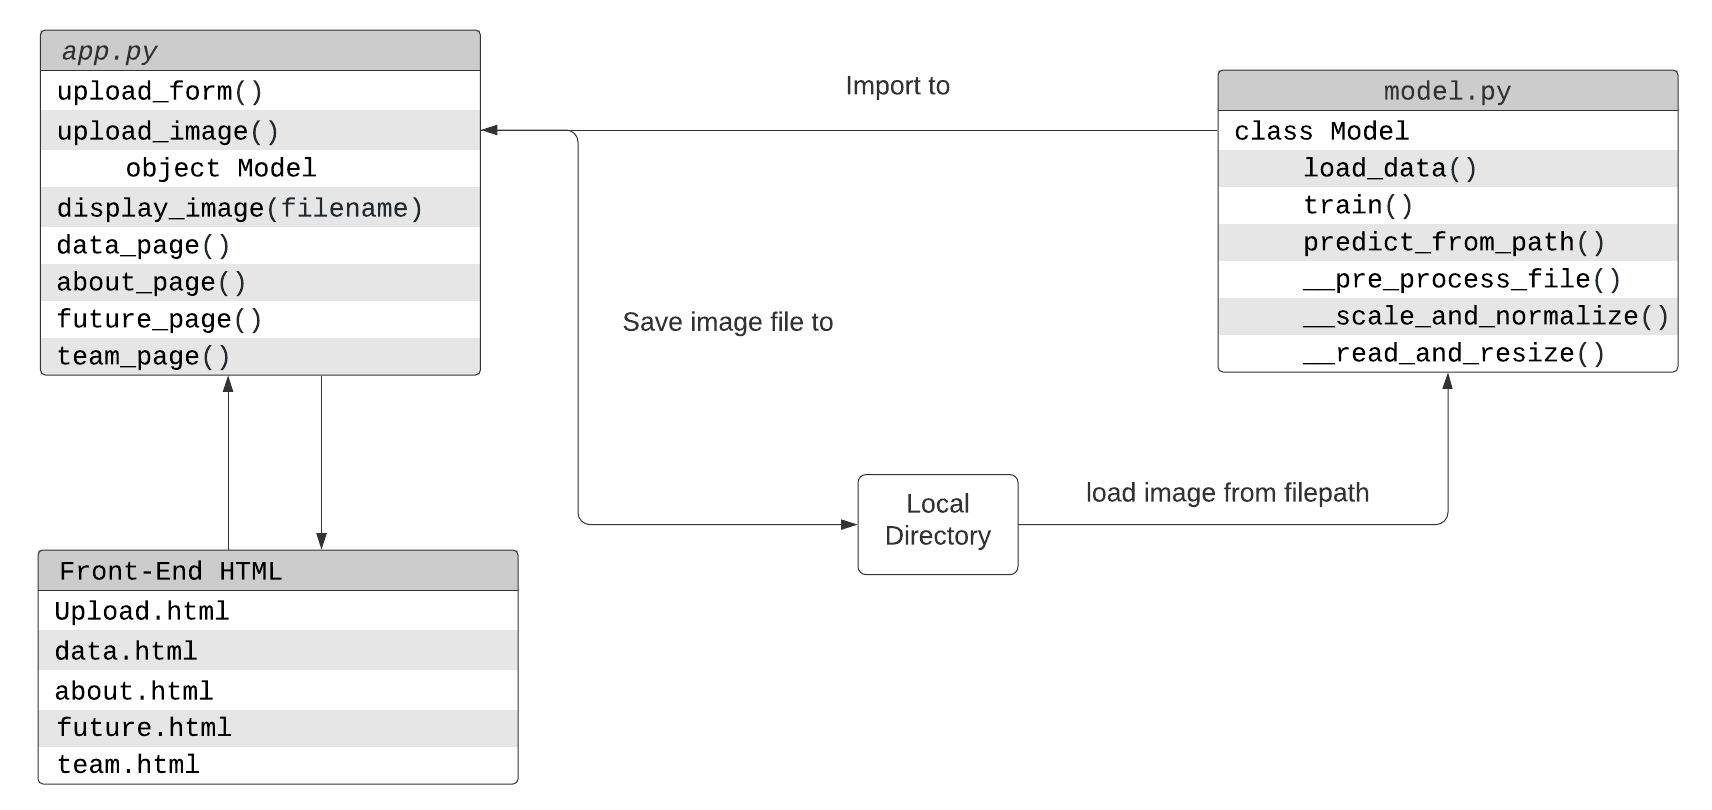 app.py
upload_form()
upload_image()
object Model
display_image(filename)
data_page()
about_page()
future_page()
team_page()
Import to
model.py
class Model
load_data()
train()
predict_from_path()
__pre_process_file()
__scale_and_normalize()
__read_and_resize()
Save image file to
Local
Directory
load image from filepath
Front-End HTML
Upload.html
data.html
about.html
future.html
team.html